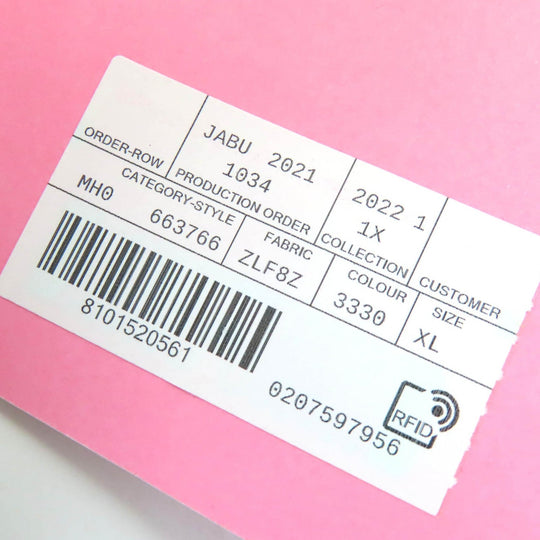 JABU 2021
1034
2022 1
1X
ORDER-ROW
PRODUCTION ORDER
COLLECTION
CUSTOMER
CATEGORY-STYLE
MH0 663766
FABRIC
ZLF8Z
COLOUR
3330
SIZE
XL
8101520561
0207597956
RFID